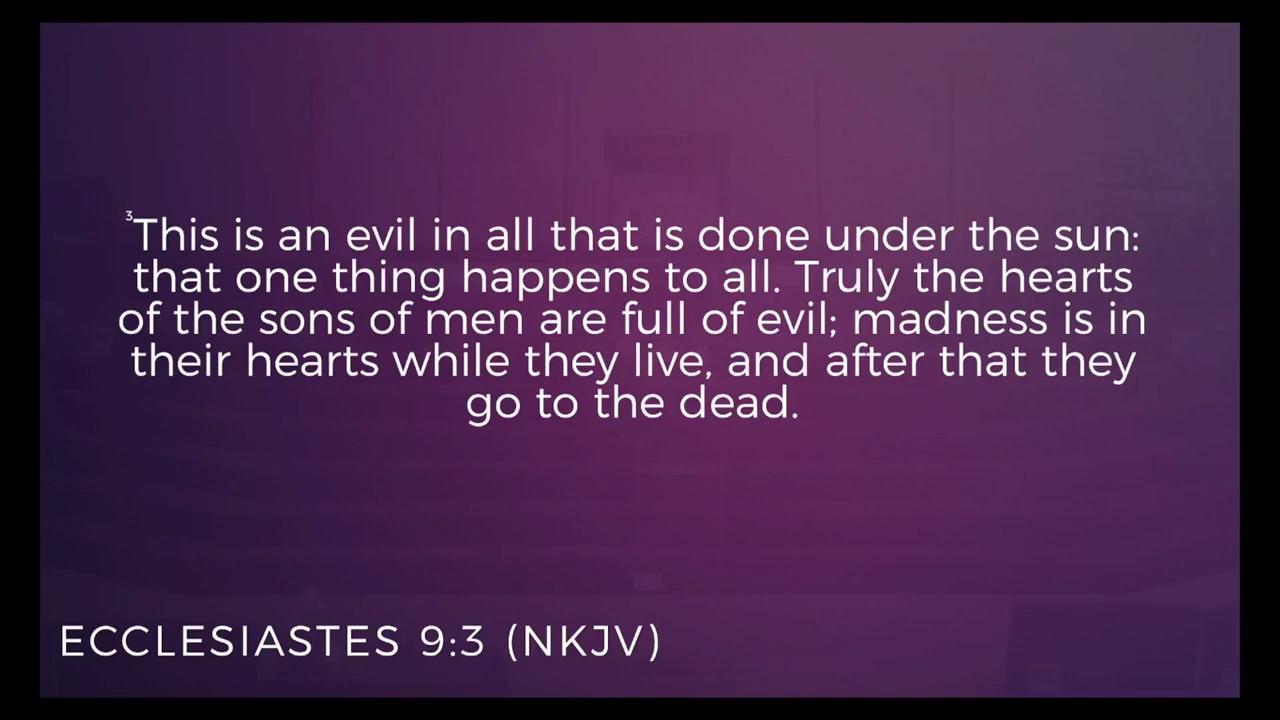 ³This is an evil in all that is done under the sun:
that one thing happens to all. Truly the hearts
of the sons of men are full of evil; madness is in
their hearts while they live, and after that they
go to the dead.
ECCLESIASTES 9:3 (NKJV)